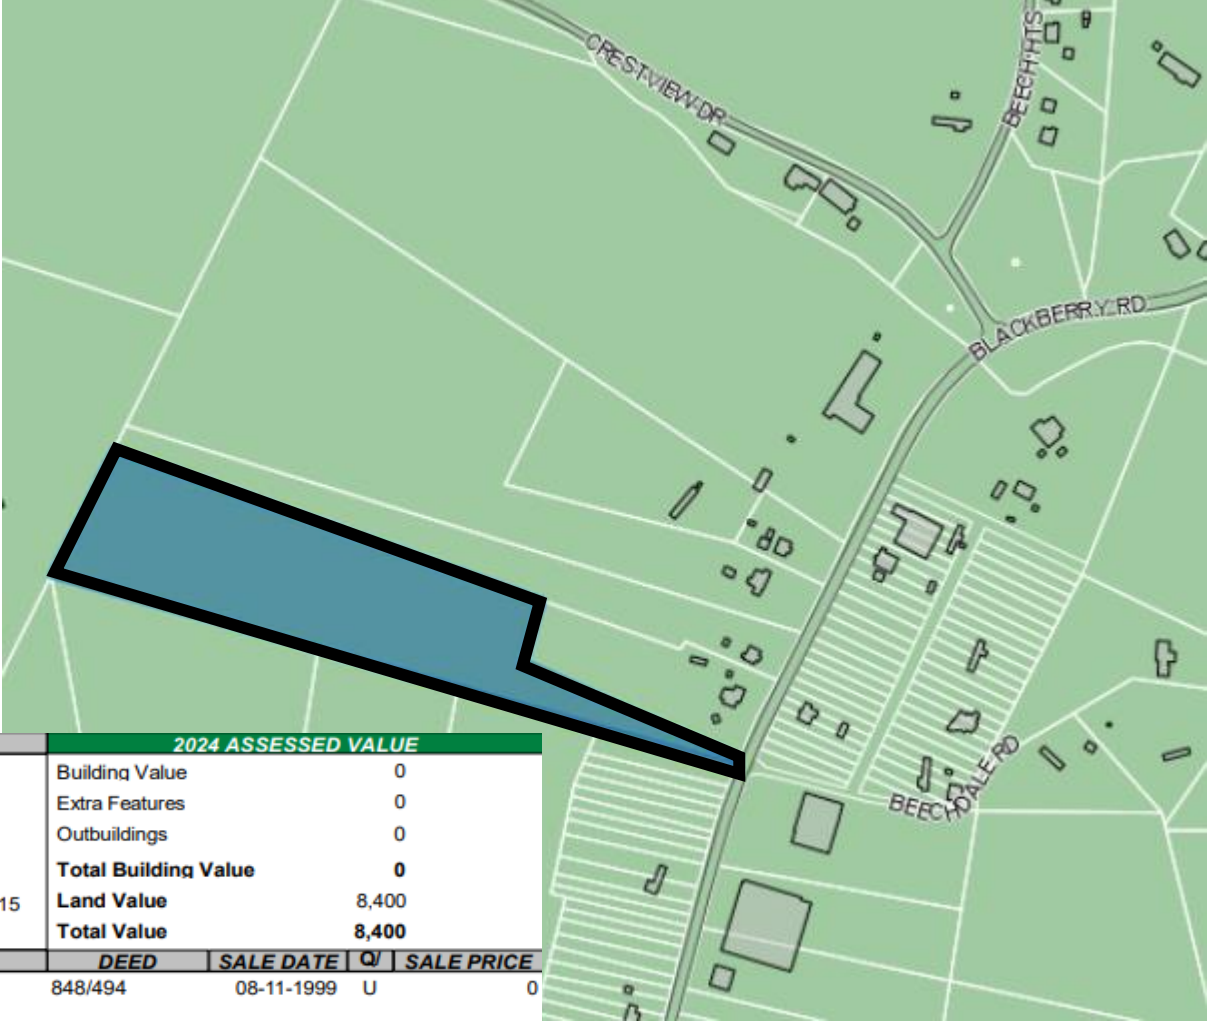 CRESTVIEW DR
BEECH HTS
BLACKBERRY RD
BEECHDALE RD
2024 ASSESSED VALUE
Building Value 0
Extra Features 0
Outbuildings 0
Total Building Value 0
15 Land Value 8,400
Total Value 8,400
DEED SALE DATE Q/ SALE PRICE
848/494 08-11-1999 U 0